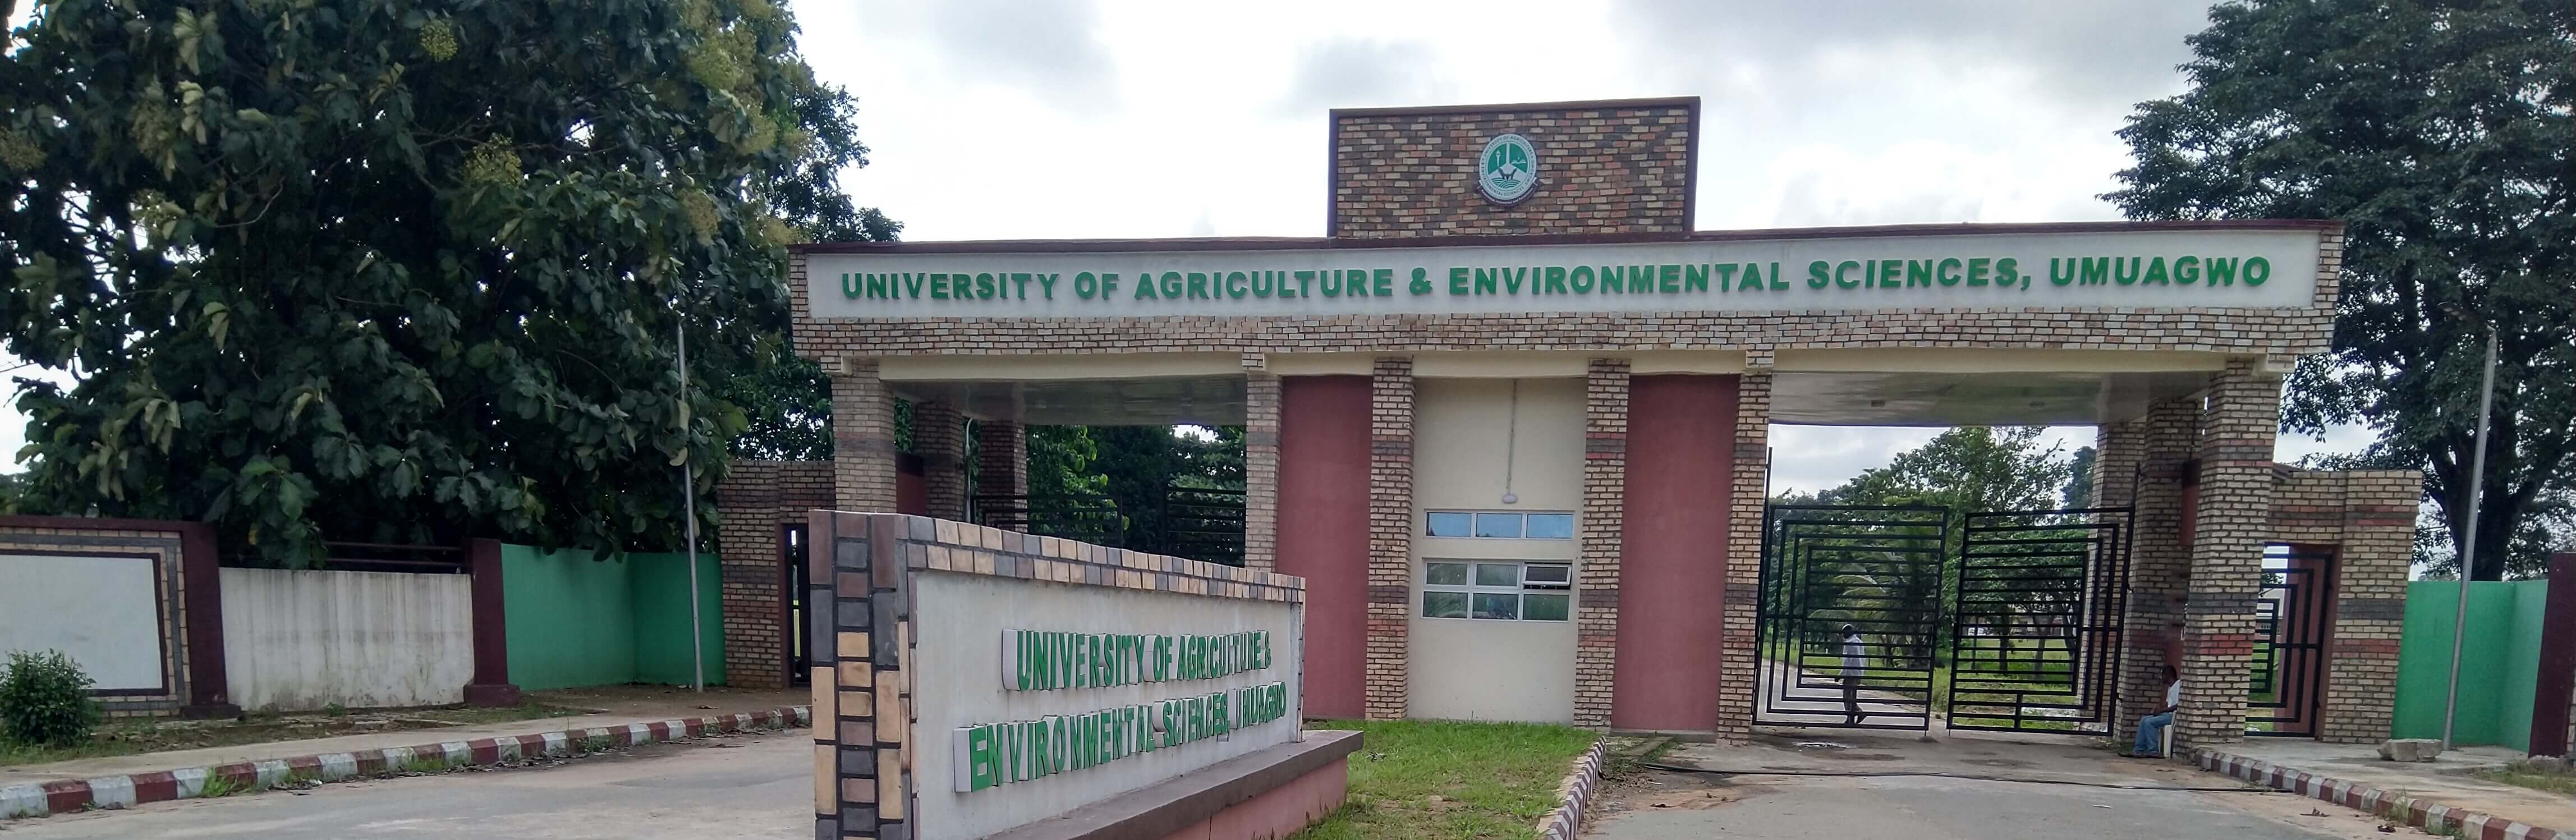 UNIVERSITY OF AGRICULTURE & ENVIRONMENTAL SCIENCES, UMUAGWO
UNIVERSITY OF AGRICULTURE &
ENVIRONMENTAL SCIENCES, UMUAGWO